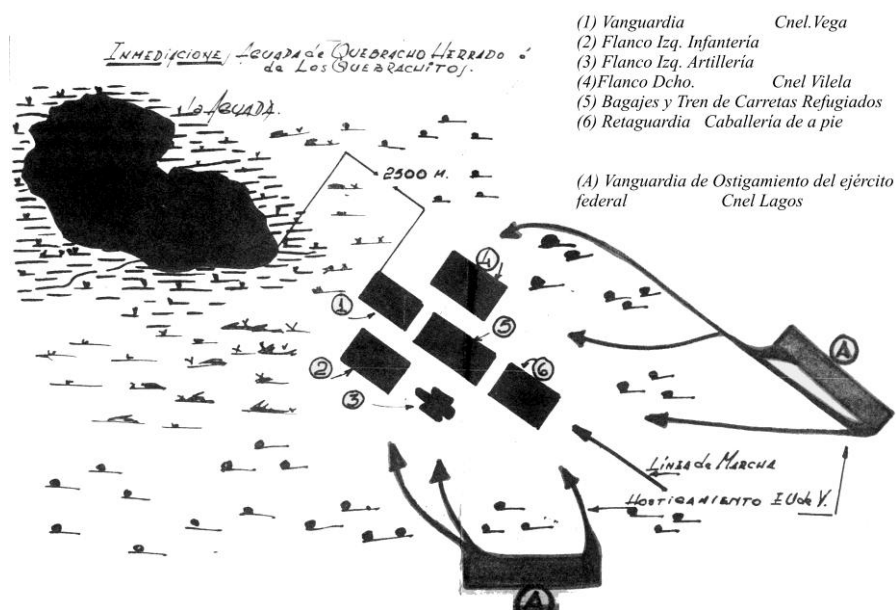 (1) Vanguardia Cnel.Vega
(2) Flanco Izq. Infantería
(3) Flanco Izq. Artillería
(4)Flanco Dcho. Cnel Vilela
(5) Bagajes y Tren de Carretas Refugiados
(6) Retaguardia Caballería de a pie
(A) Vanguardia de Ostigamiento del ejército
federal Cnel Lagos
INMEDIACIONE, AGUADA de QUEBRACHO HERRADO ó
de LOS QUEBRACHITOS.
la AGUADA.
2500 M.
4
1
5
A
2
6
3
LÍNEA de MARCHA
HOSTIGAMIENTO
A